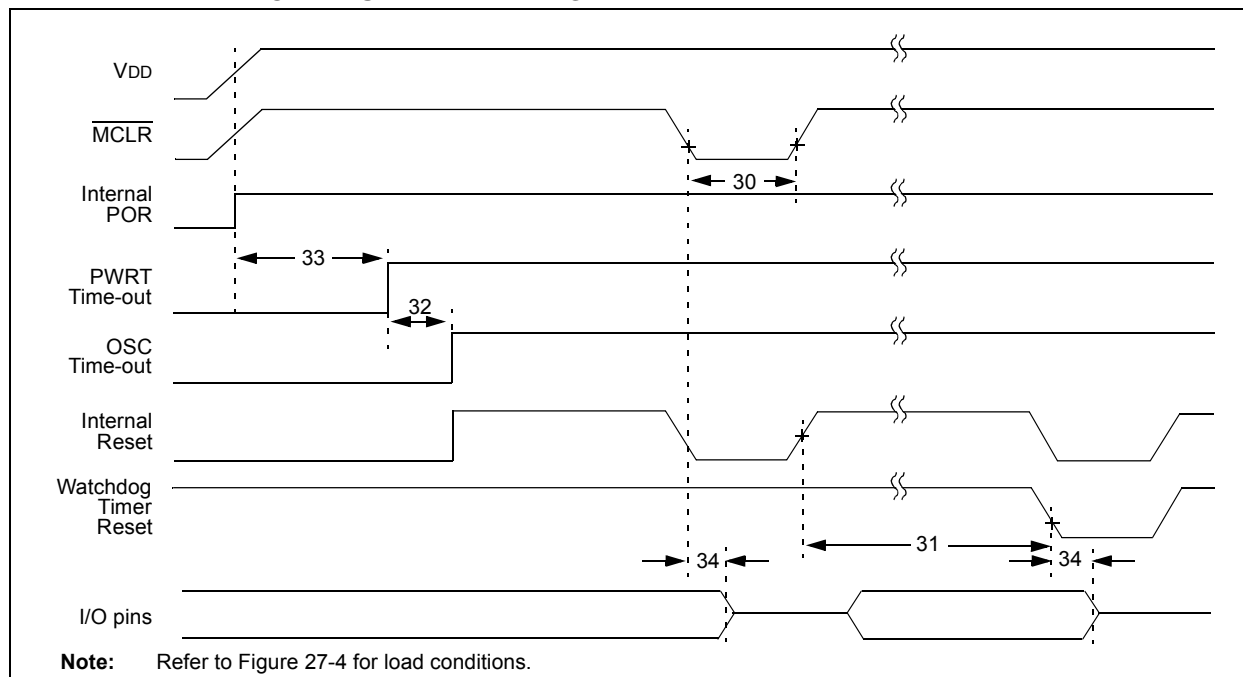 VDD
MCLR
30
Internal
POR
33
PWRT
Time-out
32
OSC
Time-out
Internal
Reset
Watchdog
Timer
Reset
31
34
34
I/O pins
Note: Refer to Figure 27-4 for load conditions.